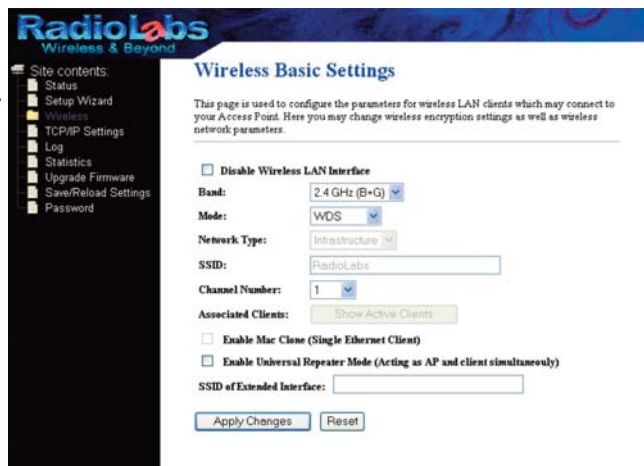 RadioLabs
Wireless & Beyond
Site contents:
Status
Setup Wizard
Wireless
TCP/IP Settings
Log
Statistics
Upgrade Firmware
Save/Reload Settings
Password
Wireless Basic Settings
This page is used to configure the parameters for wireless LAN clients which may connect to
your Access Point. Here you may change wireless encryption settings as well as wireless
network parameters.
Disable Wireless LAN Interface
Band: 2.4 GHz (B+G)
Mode: WDS
Network Type: Infrastructure
SSID: RadioLabs
Channel Number: 1
Associated Clients: Show Active Clients
Enable Mac Clone (Single Ethernet Client)
Enable Universal Repeater Mode (Acting as AP and client simultaneouly)
SSID of Extended Interface:
Apply Changes Reset